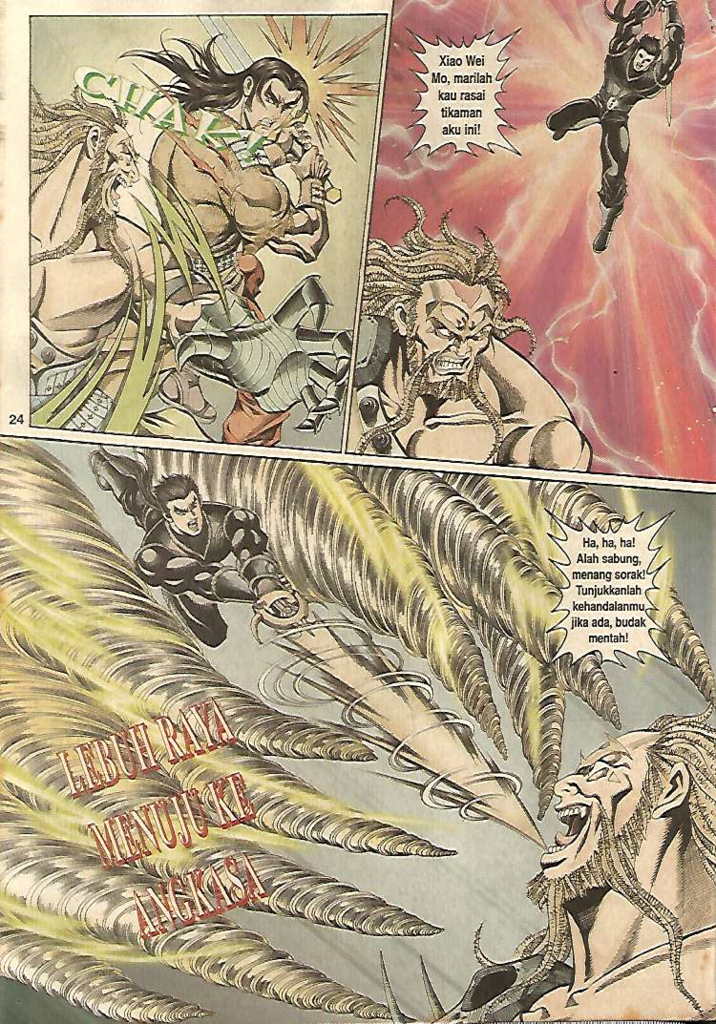 CHAK!
Xiao Wei
Mo, marilah
kau rasai
tikaman
aku ini!
24
Ha, ha, ha!
Alah sabung,
menang sorak!
Tunjukkanlah
kehandalanmu
jika ada, budak
mentah!
LEBUH RAYA
MENUJU KE
ANGKASA